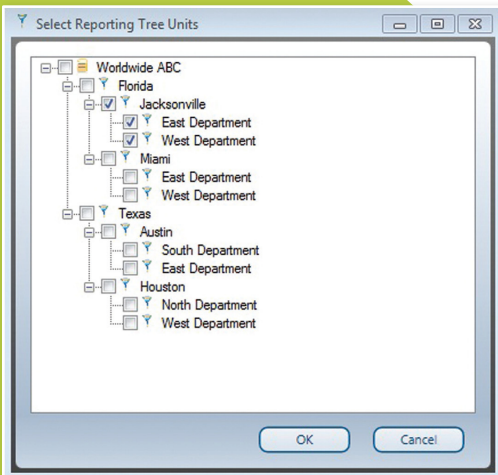 Select Reporting Tree Units
Worldwide ABC
Florida
Jacksonville
East Department
West Department
Miami
East Department
West Department
Texas
Austin
South Department
East Department
Houston
North Department
West Department
OK
Cancel